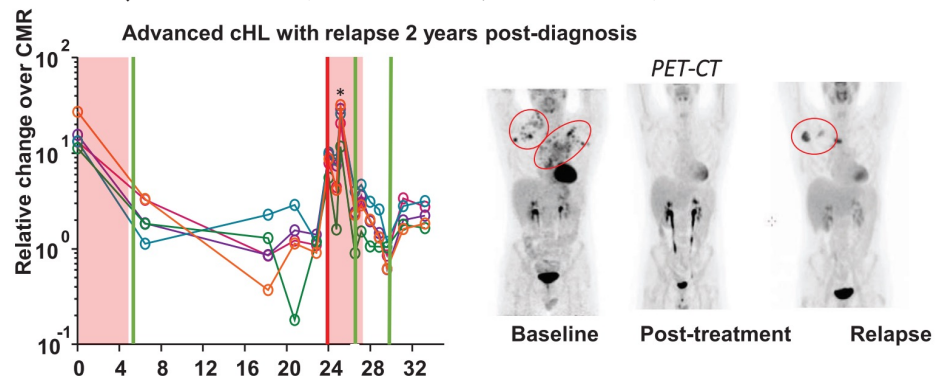 Advanced cHL with relapse 2 years post-diagnosis
Relative change over CMR
10 2
10 1
10 0
10 -1
*
0 4 8 12 16 20 24 28 32
PET-CT
Baseline Post-treatment Relapse